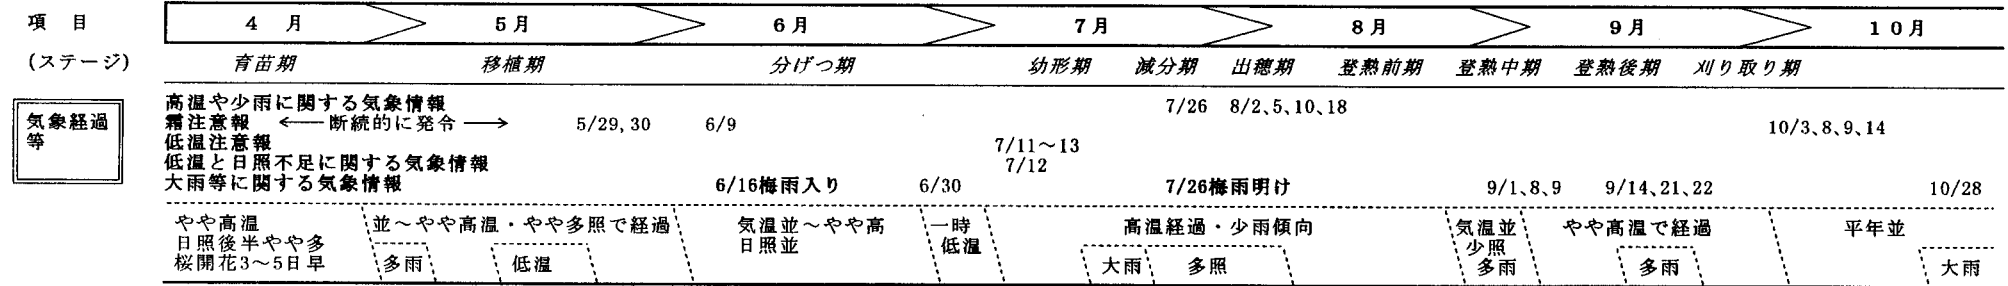 項 目 4 月 5月 6月 7月 8月 9月 10月
(ステージ) 育苗期 移植期 分げつ期 幼形期 減分期 出穂期 登熟前期 登熟中期 登熟後期 刈り取り期
気象経過
等
高温や少雨に関する気象情報 7/26 8/2、5、10、18
霜注意報 ←― 断続的に発令 ―→ 5/29, 30 6/9 10/3、8、9、14
低温注意報 7/11~13
低温と日照不足に関する気象情報 7/12
大雨等に関する気象情報 6/16梅雨入り 6/30 7/26梅雨明け 9/1、8、9 9/14、21、22 10/28
やや高温 並~やや高温・やや多照で経過 気温並~やや高 一時 高温経過・少雨傾向 気温並 やや高温で経過 平年並
日照後半やや多 日照並 低温 少照
桜開花3~5日早 多雨 低温 大雨 多照 多雨 多雨 大雨